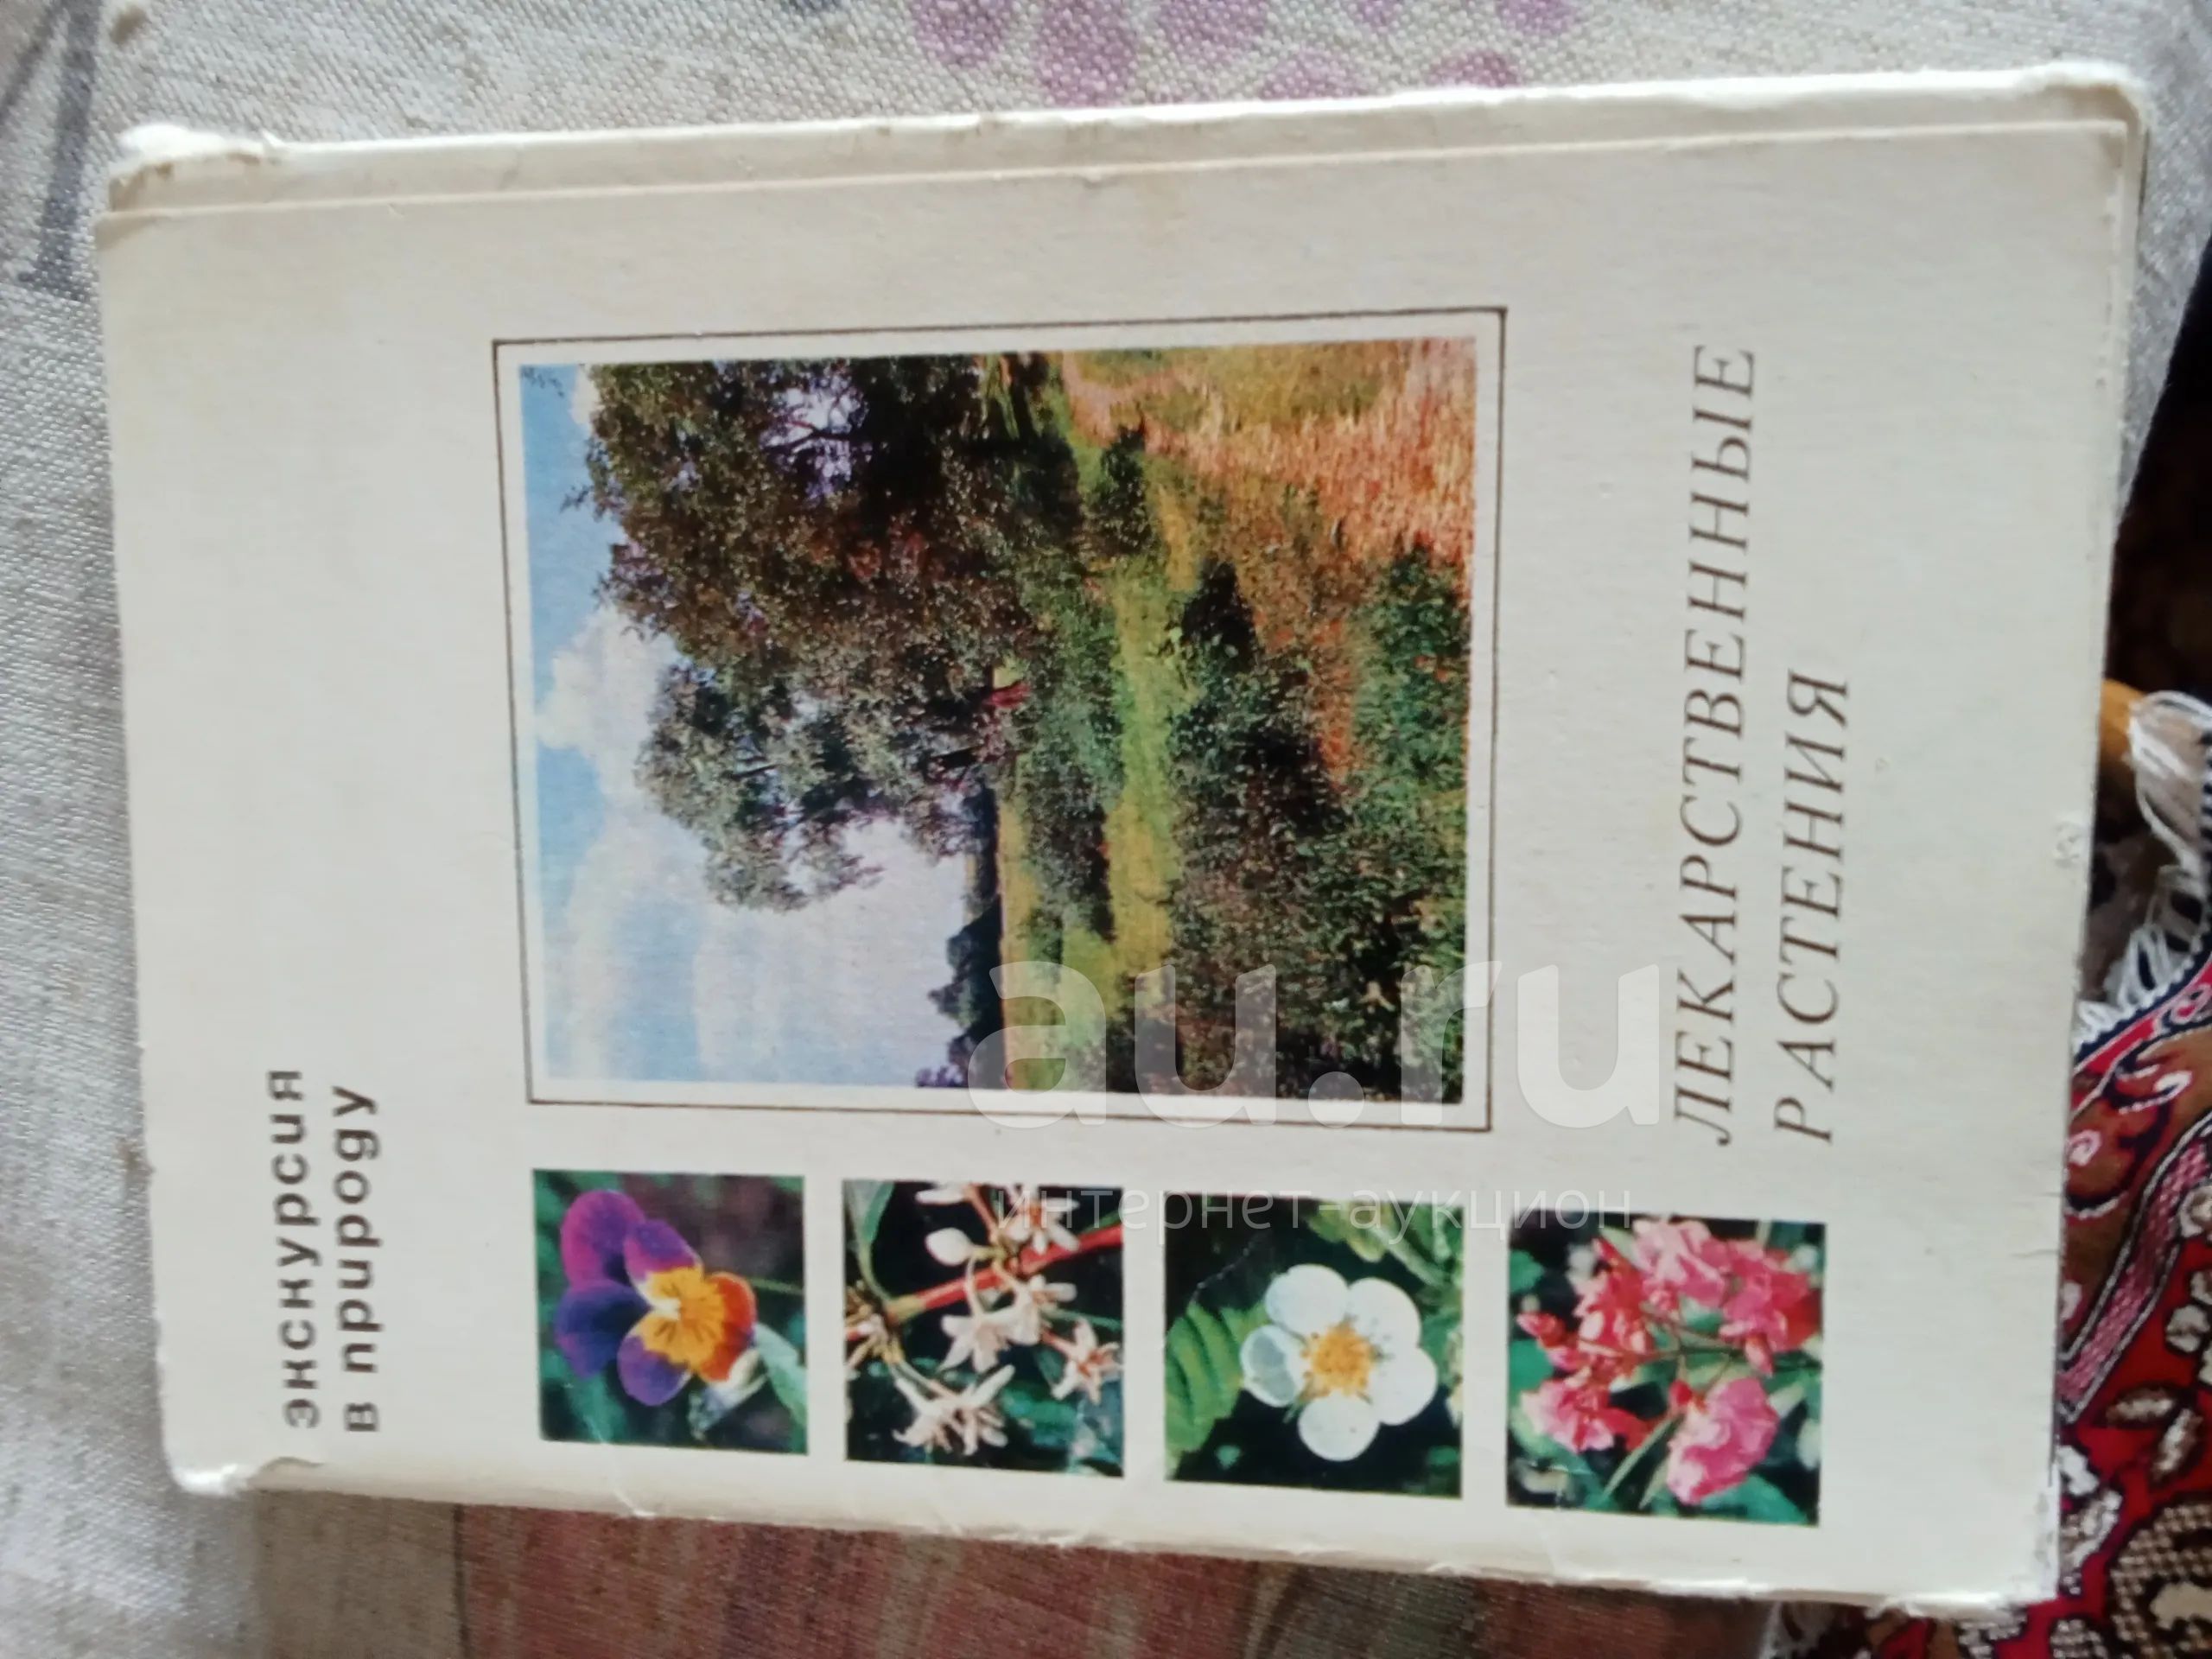 экскурсия
в природу
ЛЕКАРСТВЕННЫЕ
РАСТЕНИЯ
au.ru
интернет-аукцион